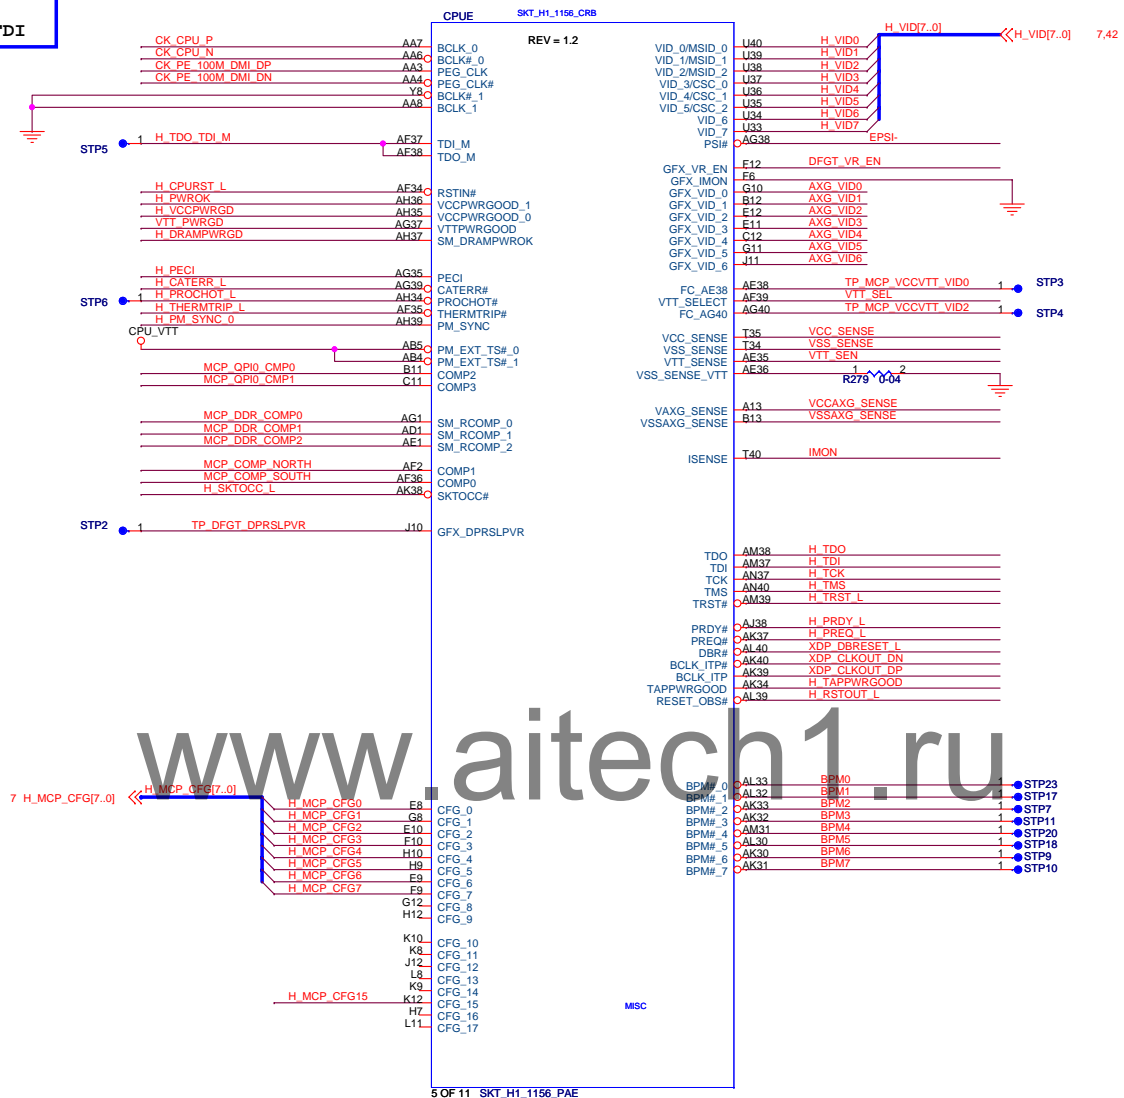 TDI
CPUE
SKT_H1_1156_CRB
REV = 1.2
CK_CPU_P AA7 BCLK_0
CK_CPU_N AA6 BCLK#_0
CK_PE_100M_DMI_DP AA3 PEG_CLK
CK_PE_100M_DMI_DN AA4 PEG_CLK#
Y8 BCLK#_1
AA8 BCLK_1
STP5 1 H_TDO_TDI_M AF37 TDI_M
AF38 TDO_M
H_CPURST_L AF34 RSTIN#
H_PWROK AH36 VCCPWRGOOD_1
H_VCCPWRGD AH35 VCCPWRGOOD_0
VTT_PWRGD AG37 VTTPWRGOOD
H_DRAMPWRGD AH37 SM_DRAMPWROK
H_PECI AG35 PECI
H_CATERR_L AG39 CATERR#
STP6 1 H_PROCHOT_L AH34 PROCHOT#
H_THERMTRIP_L AF35 THERMTRIP#
H_PM_SYNC_0 AH39 PM_SYNC
CPU_VTT
AB5 PM_EXT_TS#_0
AB4 PM_EXT_TS#_1
MCP_QPI0_CMP0 B11 COMP2
MCP_QPI0_CMP1 C11 COMP3
MCP_DDR_COMP0 AG1 SM_RCOMP_0
MCP_DDR_COMP1 AD1 SM_RCOMP_1
MCP_DDR_COMP2 AE1 SM_RCOMP_2
MCP_COMP_NORTH AF2 COMP1
MCP_COMP_SOUTH AF36 COMP0
H_SKTOCC_L AK38 SKTOCC#
STP2 1 TP_DFGT_DPRSLPVR J10 GFX_DPRSLPVR
7 H_MCP_CFG[7..0] H_MCP_CFG[7..0]
H_MCP_CFG0 E8 CFG_0
H_MCP_CFG1 G8 CFG_1
H_MCP_CFG2 E10 CFG_2
H_MCP_CFG3 F10 CFG_3
H_MCP_CFG4 H10 CFG_4
H_MCP_CFG5 H9 CFG_5
H_MCP_CFG6 E9 CFG_6
H_MCP_CFG7 F9 CFG_7
G12 CFG_8
H12 CFG_9
K10 CFG_10
K8 CFG_11
J12 CFG_12
L8 CFG_13
K9 CFG_14
H_MCP_CFG15 K12 CFG_15
H7 CFG_16
L11 CFG_17
H_VID[7..0] H_VID[7..0] 7,42
VID_0/MSID_0 U40 H_VID0
VID_1/MSID_1 U39 H_VID1
VID_2/MSID_2 U38 H_VID2
VID_3/CSC_0 U37 H_VID3
VID_4/CSC_1 U36 H_VID4
VID_5/CSC_2 U35 H_VID5
VID_6 U34 H_VID6
VID_7 U33 H_VID7
PSI# AG38 EPSI-
GFX_VR_EN F12 DFGT_VR_EN
GFX_IMON F6
GFX_VID_0 G10 AXG_VID0
GFX_VID_1 B12 AXG_VID1
GFX_VID_2 E12 AXG_VID2
GFX_VID_3 E11 AXG_VID3
GFX_VID_4 C12 AXG_VID4
GFX_VID_5 G11 AXG_VID5
GFX_VID_6 J11 AXG_VID6
FC_AE38 AE38 TP_MCP_VCCVTT_VID0 1 STP3
VTT_SELECT AF39 VTT_SEL
FC_AG40 AG40 TP_MCP_VCCVTT_VID2 1 STP4
VCC_SENSE T35 VCC_SENSE
VSS_SENSE T34 VSS_SENSE
VTT_SENSE AE35 VTT_SEN
VSS_SENSE_VTT AE36 1 2
R279 0-04
VAXG_SENSE A13 VCCAXG_SENSE
VSSAXG_SENSE B13 VSSAXG_SENSE
ISENSE T40 IMON
TDO AM38 H_TDO
TDI AM37 H_TDI
TCK AN37 H_TCK
TMS AN40 H_TMS
TRST# AM39 H_TRST_L
PRDY# AJ38 H_PRDY_L
PREQ# AK37 H_PREQ_L
DBR# AL40 XDP_DBRESET_L
BCLK_ITP# AK40 XDP_CLKOUT_DN
BCLK_ITP AK39 XDP_CLKOUT_DP
TAPPWRGOOD AK34 H_TAPPWRGOOD
RESET_OBS# AL39 H_RSTOUT_L
www.aitech1.ru
BPM#_0 AL33 BPM0 1 STP23
BPM#_1 AL32 BPM1 1 STP17
BPM#_2 AK33 BPM2 1 STP7
BPM#_3 AK32 BPM3 1 STP11
BPM#_4 AM31 BPM4 1 STP20
BPM#_5 AL30 BPM5 1 STP18
BPM#_6 AK30 BPM6 1 STP9
BPM#_7 AK31 BPM7 1 STP10
MISC
5 OF 11 SKT_H1_1156_PAE